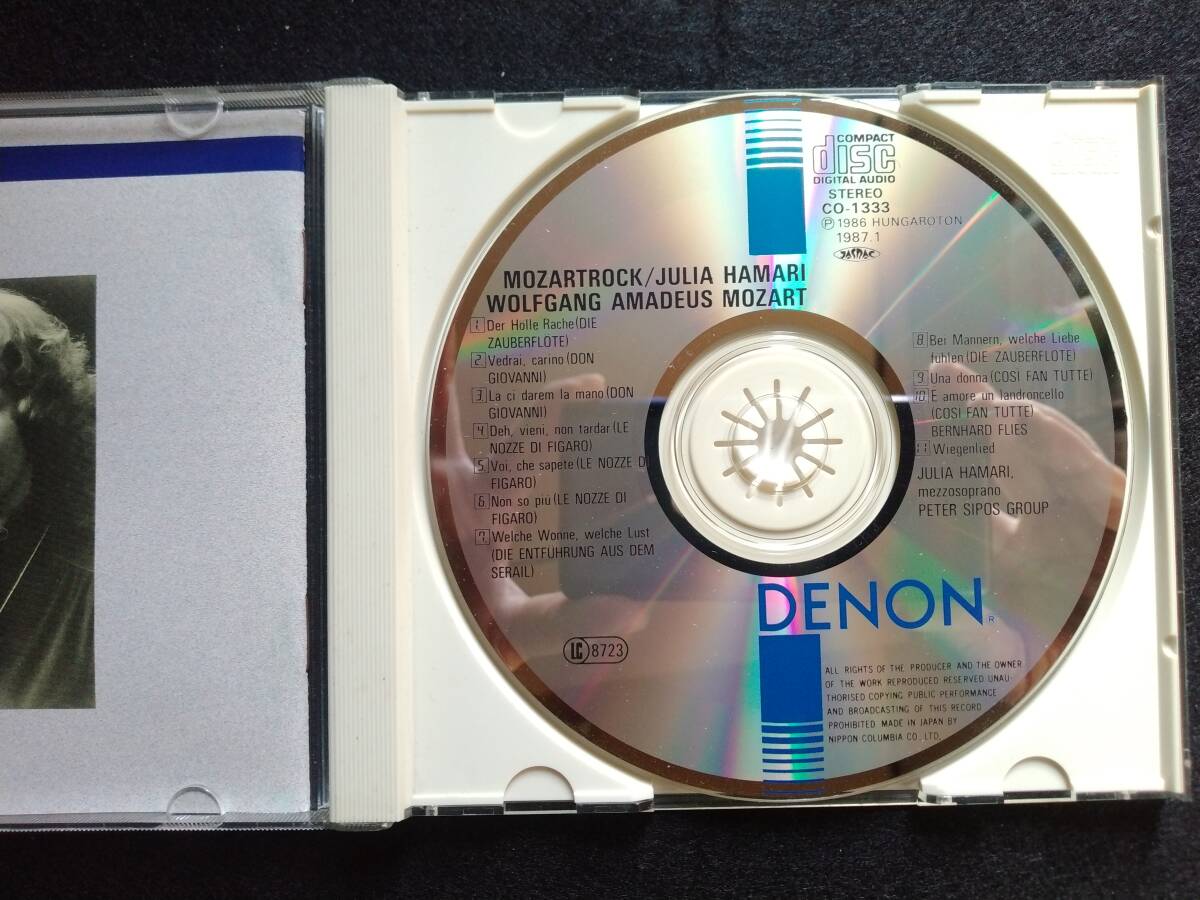 COMPACT
disc
DIGITAL AUDIO
STEREO
CO-1333
Ⓟ 1986 HUNGAROTON
1987.1
JASRAC
MOZARTROCK/JULIA HAMARI
WOLFGANG AMADEUS MOZART
1. Der Holle Rache(DIE
ZAUBERFLOTE)
2. Vedrai, carino(DON
GIOVANNI)
3. La ci darem la mano(DON
GIOVANNI)
4. Deh, vieni, non tardar(LE
NOZZE DI FIGARO)
5. Voi, che sapete(LE NOZZE DI
FIGARO)
6. Non so più(LE NOZZE DI
FIGARO)
7. Welche Wonne, welche Lust
(DIE ENTFUHRUNG AUS DEM
SERAIL)
8. Bei Mannern, welche Liebe
fuhlen(DIE ZAUBERFLOTE)
9. Una donna(COSI FAN TUTTE)
10. E amore un landroncello
(COSI FAN TUTTE)
BERNHARD FLIES
11. Wiegenlied
JULIA HAMARI,
mezzosoprano
PETER SIPOS GROUP
DENON
R
LC 8723
ALL RIGHTS OF THE PRODUCER AND THE OWNER
OF THE WORK REPRODUCED RESERVED. UNAU-
THORISED COPYING PUBLIC PERFORMANCE
AND BROADCASTING OF THIS RECORD
PROHIBITED. MADE IN JAPAN BY
NIPPON COLUMBIA CO., LTD.